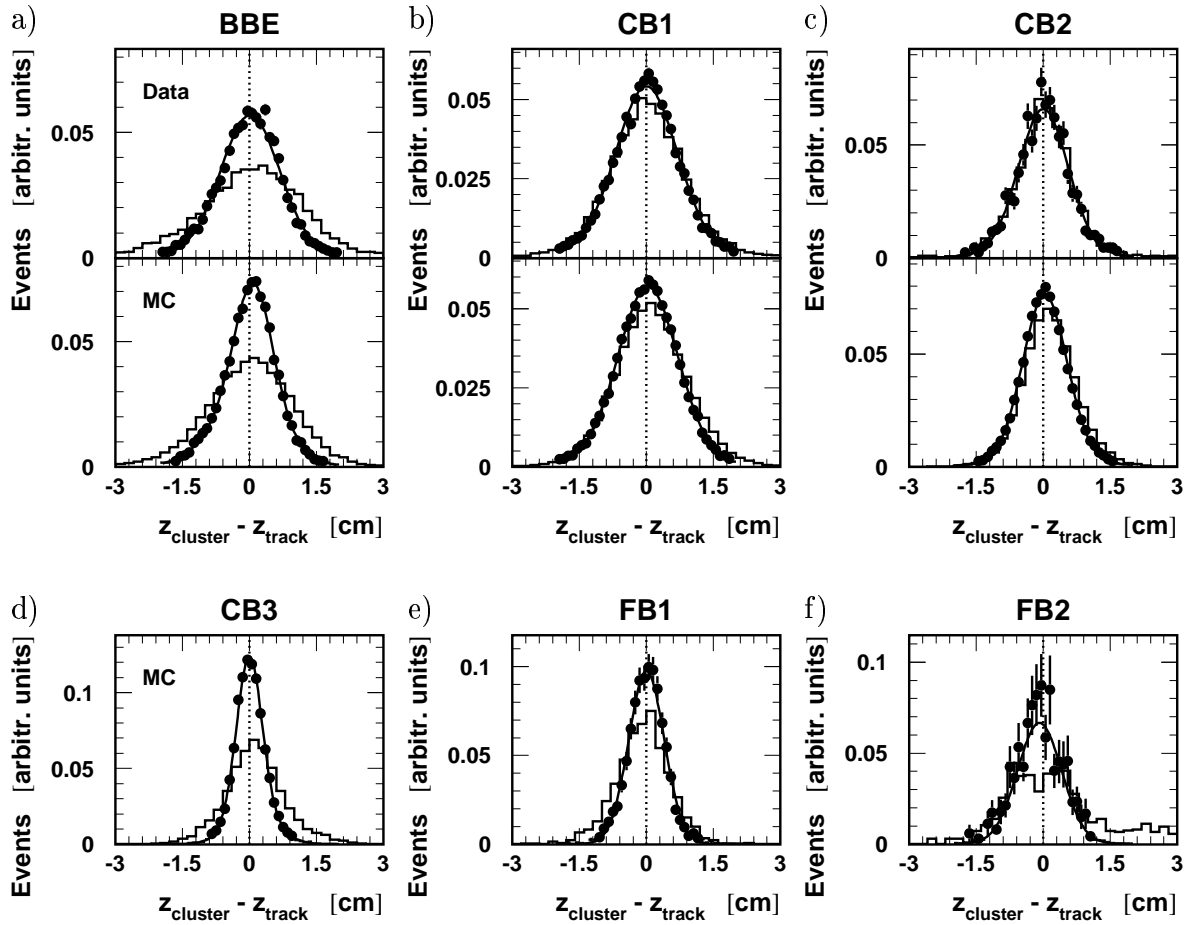 a) BBE b) CB1 c) CB2
Events [arbitr. units]
Data
0.05
0
MC
0.05
0
-3 -1.5 0 1.5 3
z_cluster - z_track [cm]
Events [arbitr. units]
0.05
0.025
0
0.05
0.025
0
-3 -1.5 0 1.5 3
z_cluster - z_track [cm]
Events [arbitr. units]
0.05
0
0.05
0
-3 -1.5 0 1.5 3
z_cluster - z_track [cm]
d) CB3 e) FB1 f) FB2
Events [arbitr. units]
MC
0.1
0.05
0
-3 -1.5 0 1.5 3
z_cluster - z_track [cm]
Events [arbitr. units]
0.1
0.05
0
-3 -1.5 0 1.5 3
z_cluster - z_track [cm]
Events [arbitr. units]
0.1
0.05
0
-3 -1.5 0 1.5 3
z_cluster - z_track [cm]